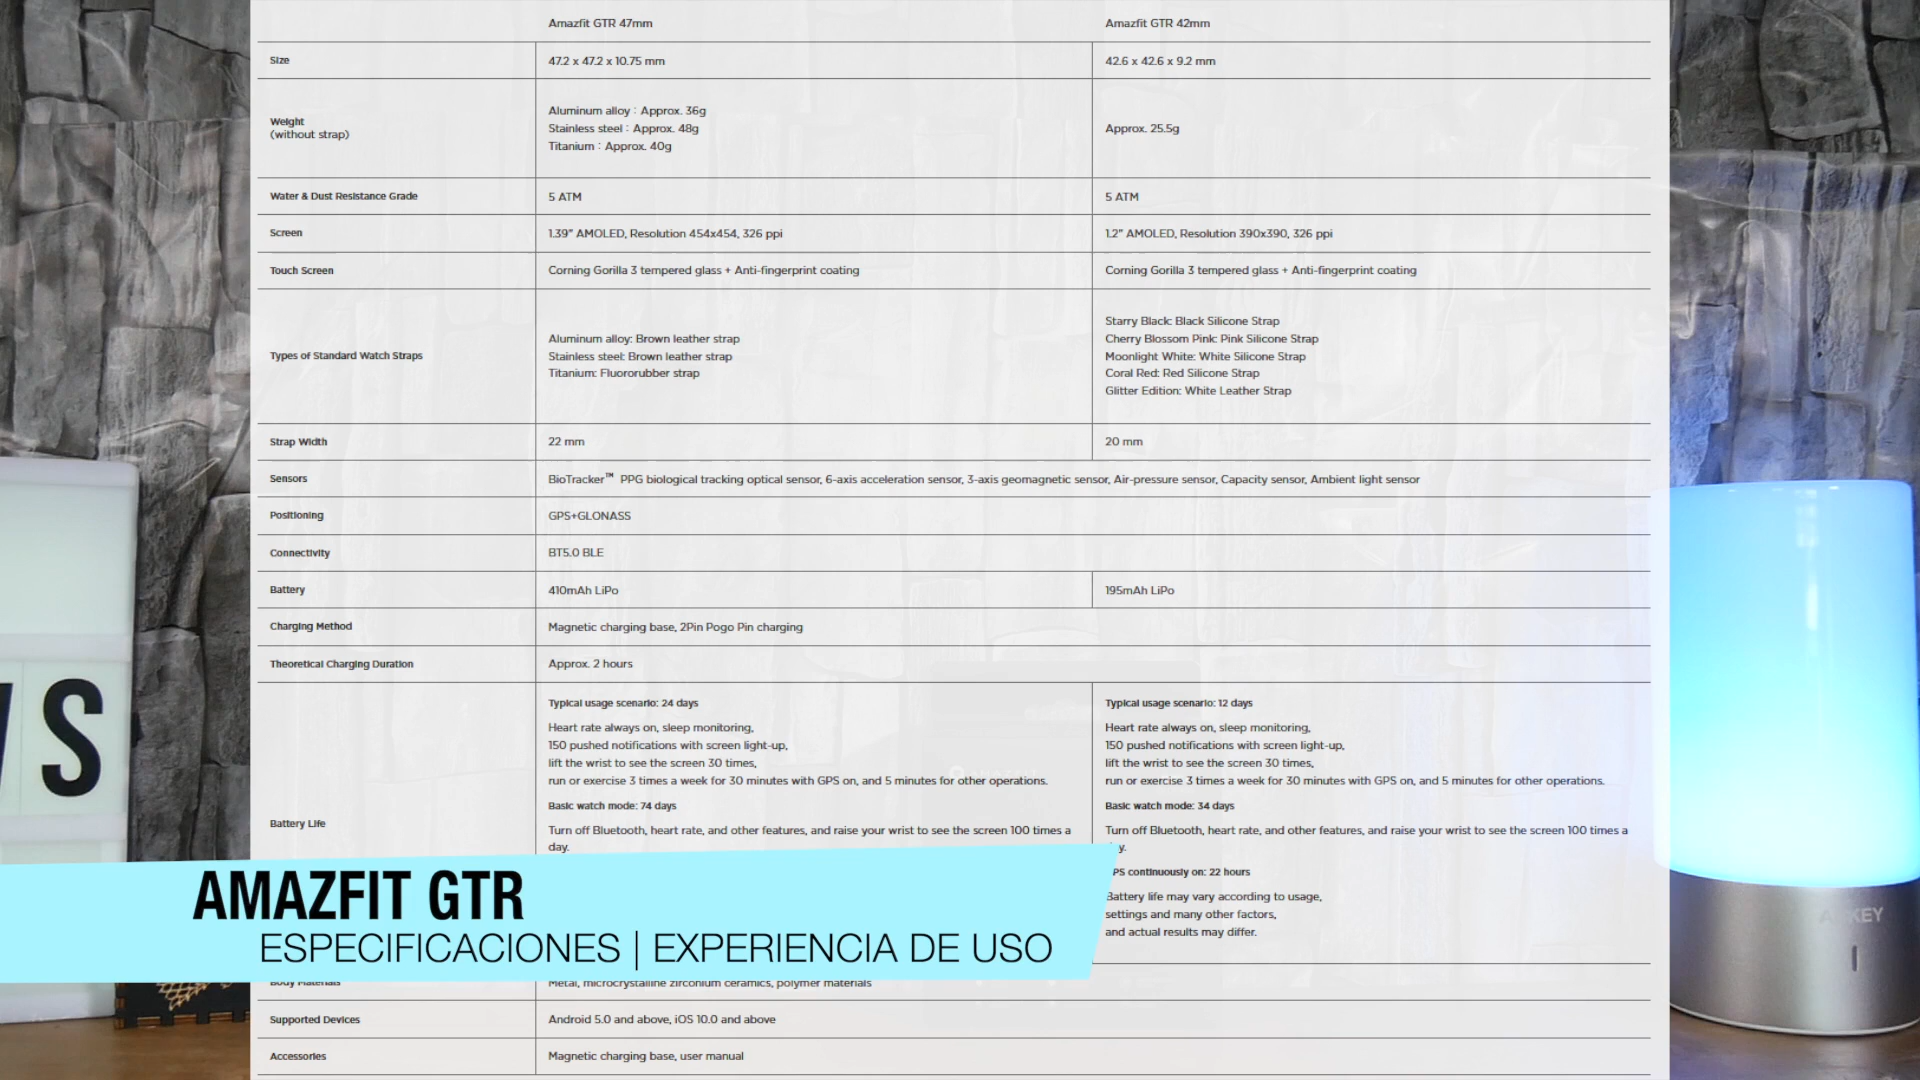 Amazfit GTR 47mm
Amazfit GTR 42mm
Size
47.2 x 47.2 x 10.75 mm
42.6 x 42.6 x 9.2 mm
Weight
(without strap)
Aluminum alloy : Approx. 36g
Stainless steel : Approx. 48g
Titanium : Approx. 40g
Approx. 25.5g
Water & Dust Resistance Grade
5 ATM
5 ATM
Screen
1.39" AMOLED, Resolution 454x454, 326 ppi
1.2" AMOLED, Resolution 390x390, 326 ppi
Touch Screen
Corning Gorilla 3 tempered glass + Anti-fingerprint coating
Corning Gorilla 3 tempered glass + Anti-fingerprint coating
Types of Standard Watch Straps
Aluminum alloy: Brown leather strap
Stainless steel: Brown leather strap
Titanium: Fluororubber strap
Starry Black: Black Silicone Strap
Cherry Blossom Pink: Pink Silicone Strap
Moonlight White: White Silicone Strap
Coral Red: Red Silicone Strap
Glitter Edition: White Leather Strap
Strap Width
22 mm
20 mm
Sensors
BioTracker™ PPG biological tracking optical sensor, 6-axis acceleration sensor, 3-axis geomagnetic sensor, Air-pressure sensor, Capacity sensor, Ambient light sensor
Positioning
GPS+GLONASS
Connectivity
BT5.0 BLE
Battery
410mAh LiPo
195mAh LiPo
Charging Method
Magnetic charging base, 2Pin Pogo Pin charging
Theoretical Charging Duration
Approx. 2 hours
Battery Life
Typical usage scenario: 24 days
Heart rate always on, sleep monitoring,
150 pushed notifications with screen light-up,
lift the wrist to see the screen 30 times,
run or exercise 3 times a week for 30 minutes with GPS on, and 5 minutes for other operations.
Basic watch mode: 74 days
Turn off Bluetooth, heart rate, and other features, and raise your wrist to see the screen 100 times a
day.
Typical usage scenario: 12 days
Heart rate always on, sleep monitoring,
150 pushed notifications with screen light-up,
lift the wrist to see the screen 30 times,
run or exercise 3 times a week for 30 minutes with GPS on, and 5 minutes for other operations.
Basic watch mode: 34 days
Turn off Bluetooth, heart rate, and other features, and raise your wrist to see the screen 100 times a
y.
PS continuously on: 22 hours
Battery life may vary according to usage,
settings and many other factors,
and actual results may differ.
Body Materials
Metal, microcrystalline zirconium ceramics, polymer materials
Supported Devices
Android 5.0 and above, iOS 10.0 and above
Accessories
Magnetic charging base, user manual
AMAZFIT GTR
ESPECIFICACIONES | EXPERIENCIA DE USO
S